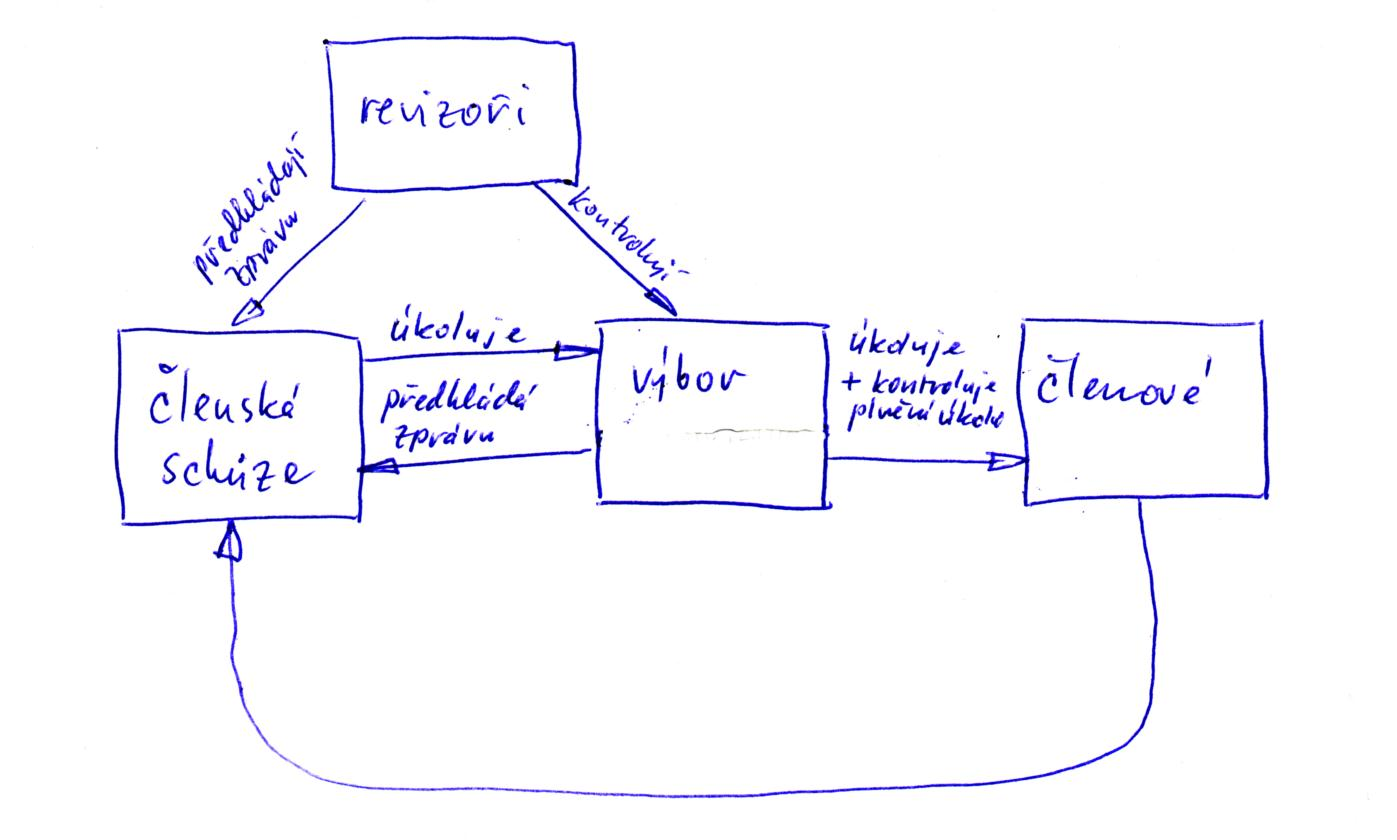 revizoři
předkládají
zprávu
kontrolují
úkoluje
předkládá
zprávu
členská
schůze
výbor
úkoluje
+ kontroluje
plnění úkolů
členové